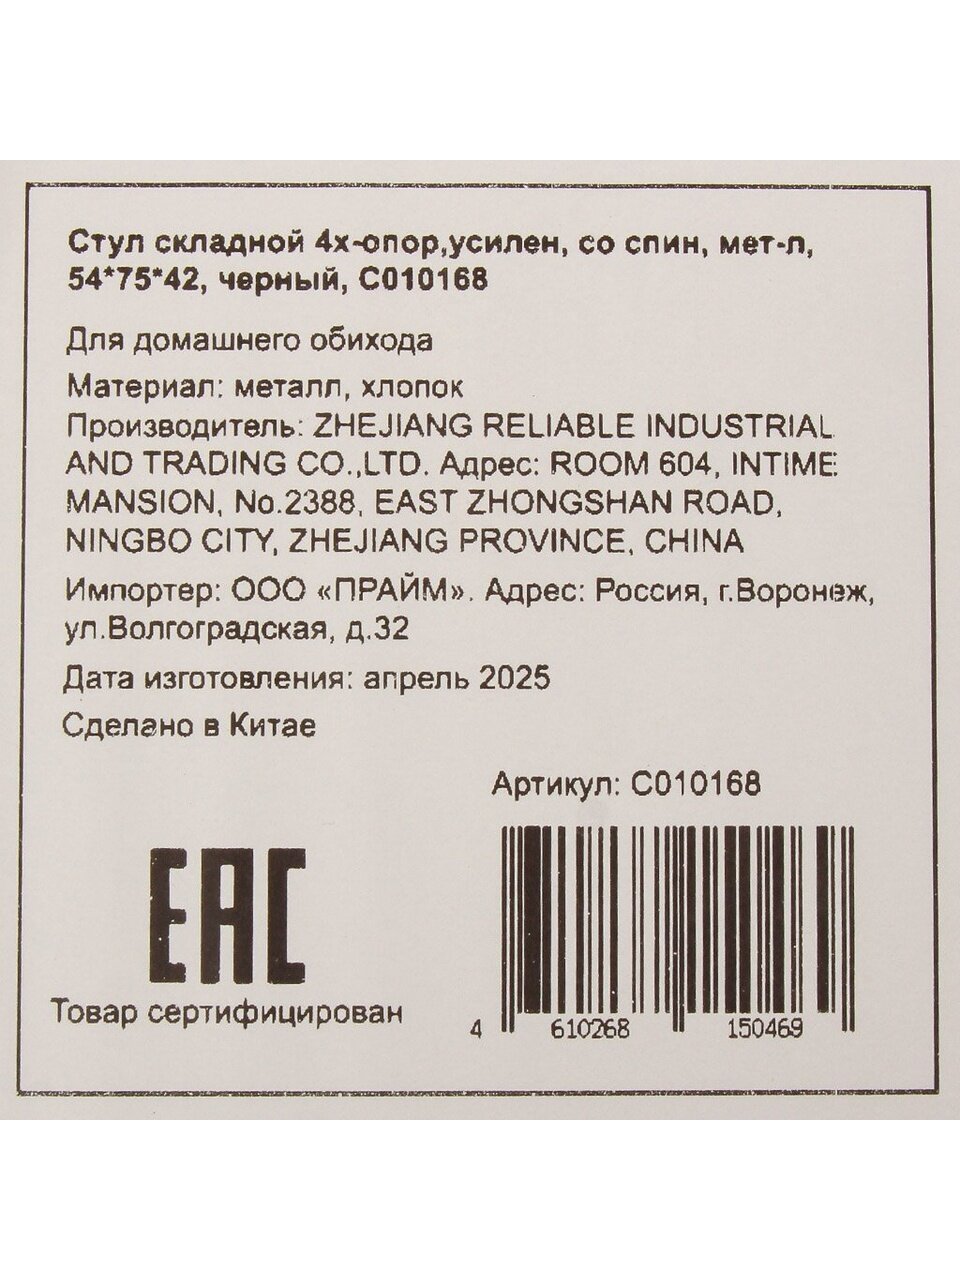 Стул складной 4х-опор,усилен, со спин, мет-л,
54*75*42, черный, С010168
Для домашнего обихода
Материал: металл, хлопок
Производитель: ZHEJIANG RELIABLE INDUSTRIAL
AND TRADING CO.,LTD. Адрес: ROOM 604, INTIME
MANSION, No.2388, EAST ZHONGSHAN ROAD,
NINGBO CITY, ZHEJIANG PROVINCE, CHINA
Импортер: ООО «ПРАЙМ». Адрес: Россия, г.Воронеж,
ул.Волгоградская, д.32
Дата изготовления: апрель 2025
Сделано в Китае
Артикул: С010168
EAC
Товар сертифицирован
4 610268 150469